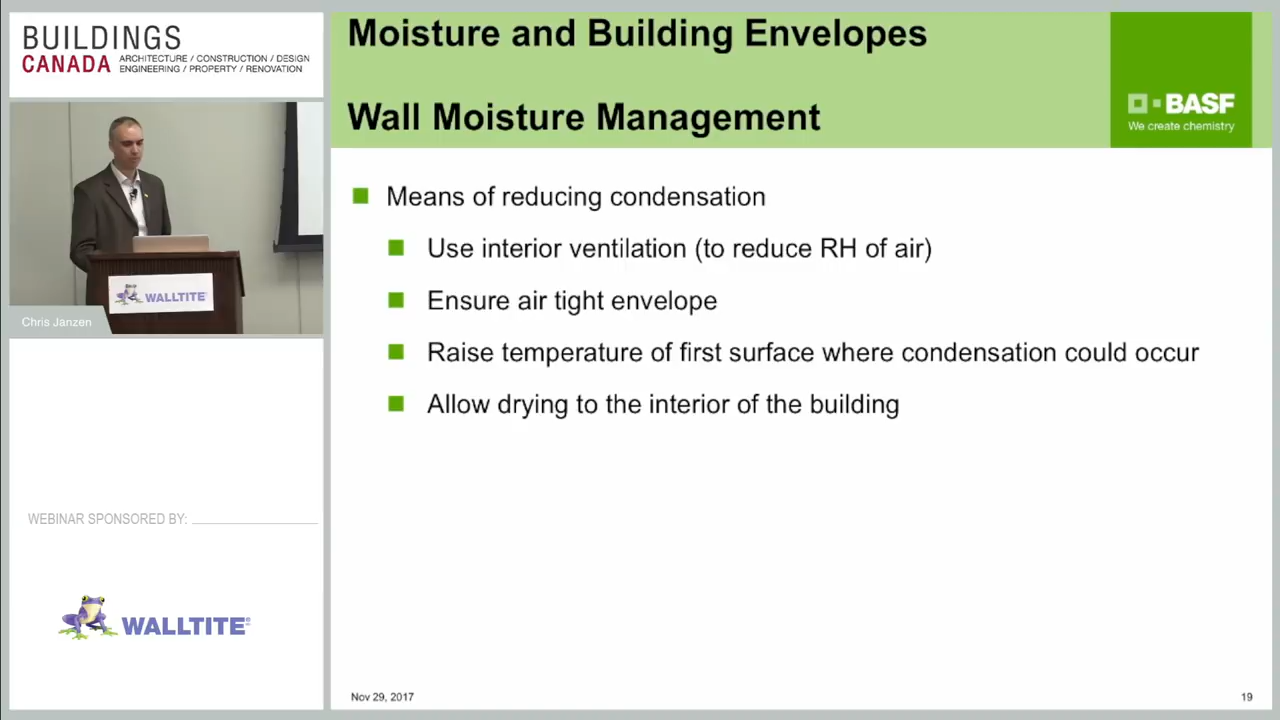 BUILDINGS
CANADA
ARCHITECTURE / CONSTRUCTION / DESIGN
ENGINEERING / PROPERTY / RENOVATION
WALLTITE
Chris Janzen
WEBINAR SPONSORED BY:
WALLTITE®
Moisture and Building Envelopes
Wall Moisture Management
BASF
We create chemistry
Means of reducing condensation
Use interior ventilation (to reduce RH of air)
Ensure air tight envelope
Raise temperature of first surface where condensation could occur
Allow drying to the interior of the building
Nov 29, 2017
19